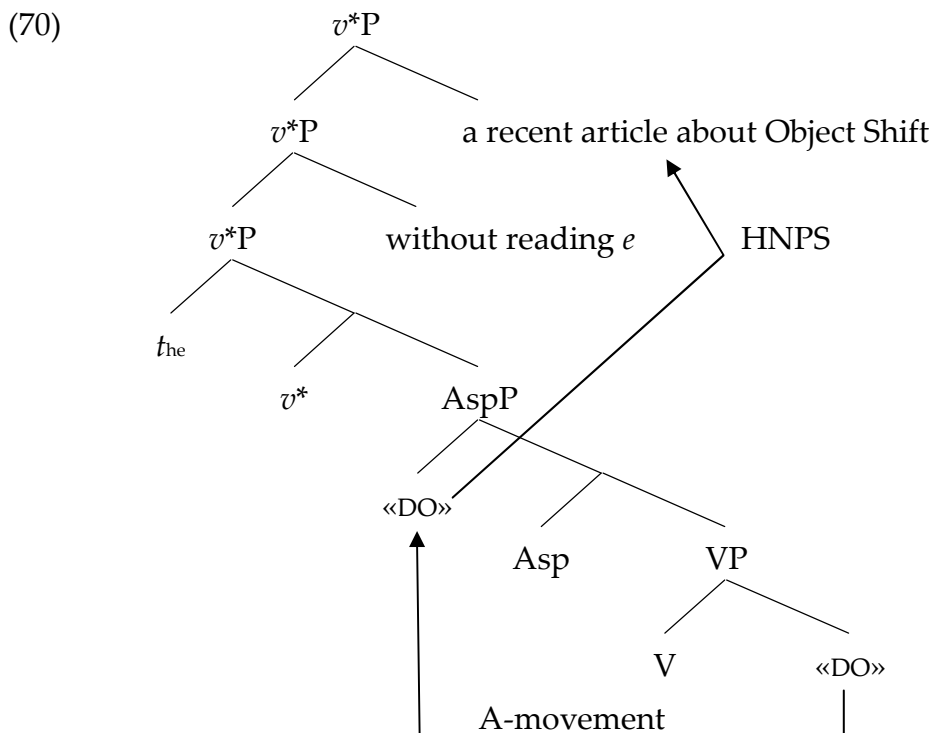 (70) v*P
v*P a recent article about Object Shift
v*P without reading e HNPS
the
v* AspP
«DO»
Asp VP
V «DO»
A-movement